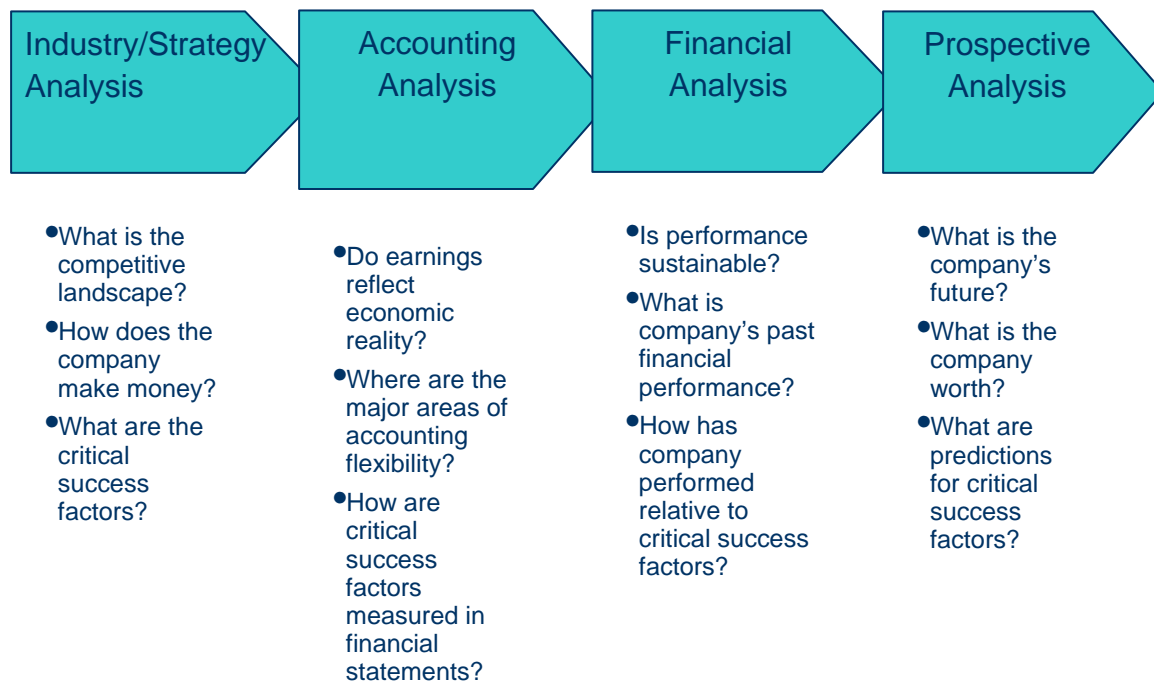 Industry/Strategy
Analysis
Accounting
Analysis
Financial
Analysis
Prospective
Analysis
•What is the
competitive
landscape?
•How does the
company
make money?
•What are the
critical
success
factors?
•Do earnings
reflect
economic
reality?
•Where are the
major areas of
accounting
flexibility?
•How are
critical
success
factors
measured in
financial
statements?
•Is performance
sustainable?
•What is
company’s past
financial
performance?
•How has
company
performed
relative to
critical success
factors?
•What is the
company’s
future?
•What is the
company
worth?
•What are
predictions
for critical
success
factors?